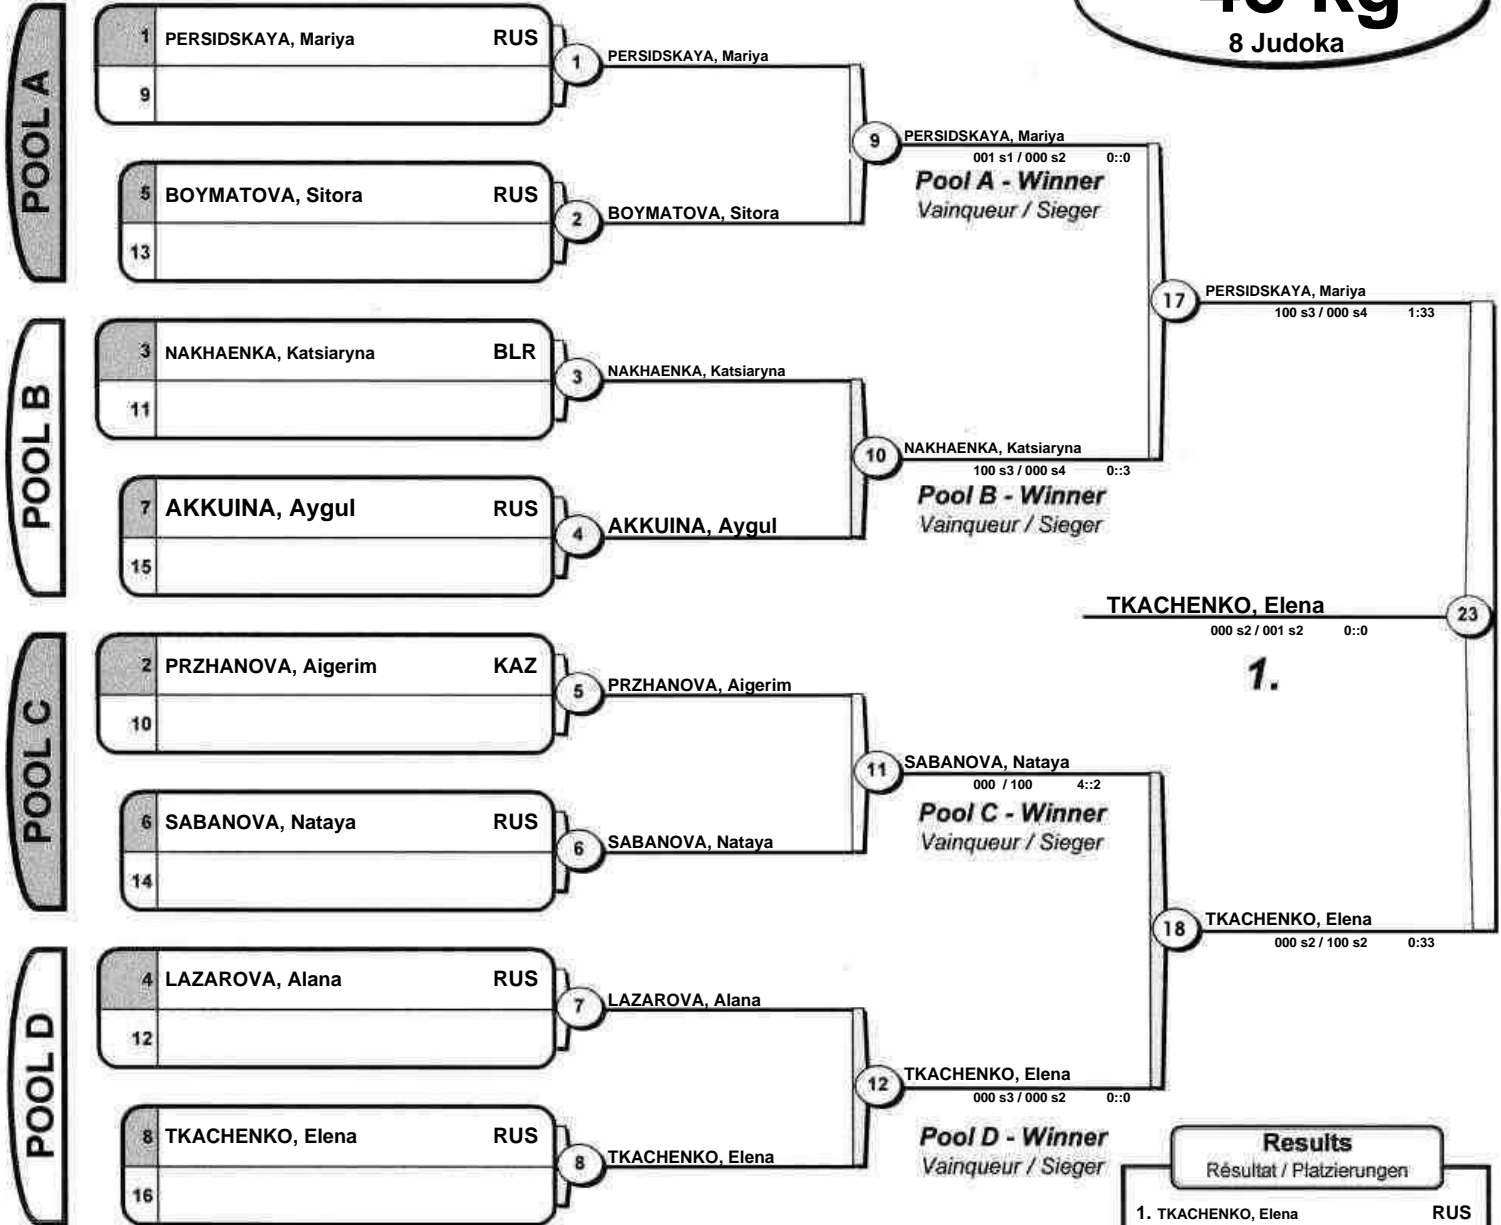 48 kg
8 Judoka
POOL A
1 PERSIDSKAYA, Mariya RUS
9
5 BOYMATOVA, Sitora RUS
13
1 PERSIDSKAYA, Mariya
2 BOYMATOVA, Sitora
9 PERSIDSKAYA, Mariya
001 s1 / 000 s2 0::0
Pool A - Winner
Vainqueur / Sieger
POOL B
3 NAKHAENKA, Katsiaryna BLR
11
7 AKKUINA, Aygul RUS
15
3 NAKHAENKA, Katsiaryna
4 AKKUINA, Aygul
10 NAKHAENKA, Katsiaryna
100 s3 / 000 s4 0::3
Pool B - Winner
Vainqueur / Sieger
17 PERSIDSKAYA, Mariya
100 s3 / 000 s4 1:33
TKACHENKO, Elena 23
000 s2 / 001 s2 0::0
1.
POOL C
2 PRZHANOVA, Aigerim KAZ
10
6 SABANOVA, Nataya RUS
14
5 PRZHANOVA, Aigerim
6 SABANOVA, Nataya
11 SABANOVA, Nataya
000 / 100 4::2
Pool C - Winner
Vainqueur / Sieger
POOL D
4 LAZAROVA, Alana RUS
12
8 TKACHENKO, Elena RUS
16
7 LAZAROVA, Alana
8 TKACHENKO, Elena
12 TKACHENKO, Elena
000 s3 / 000 s2 0::0
Pool D - Winner
Vainqueur / Sieger
18 TKACHENKO, Elena
000 s2 / 100 s2 0:33
Results
Résultat / Platzierungen
1. TKACHENKO, Elena RUS